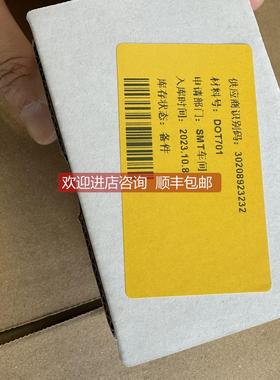 供应商识别码: 30208923232
材料号: DOT701
申请部门: SMT车间
入库时间: 2023.10.8
库存状态: 备件
欢迎进店咨询 顺丰包邮